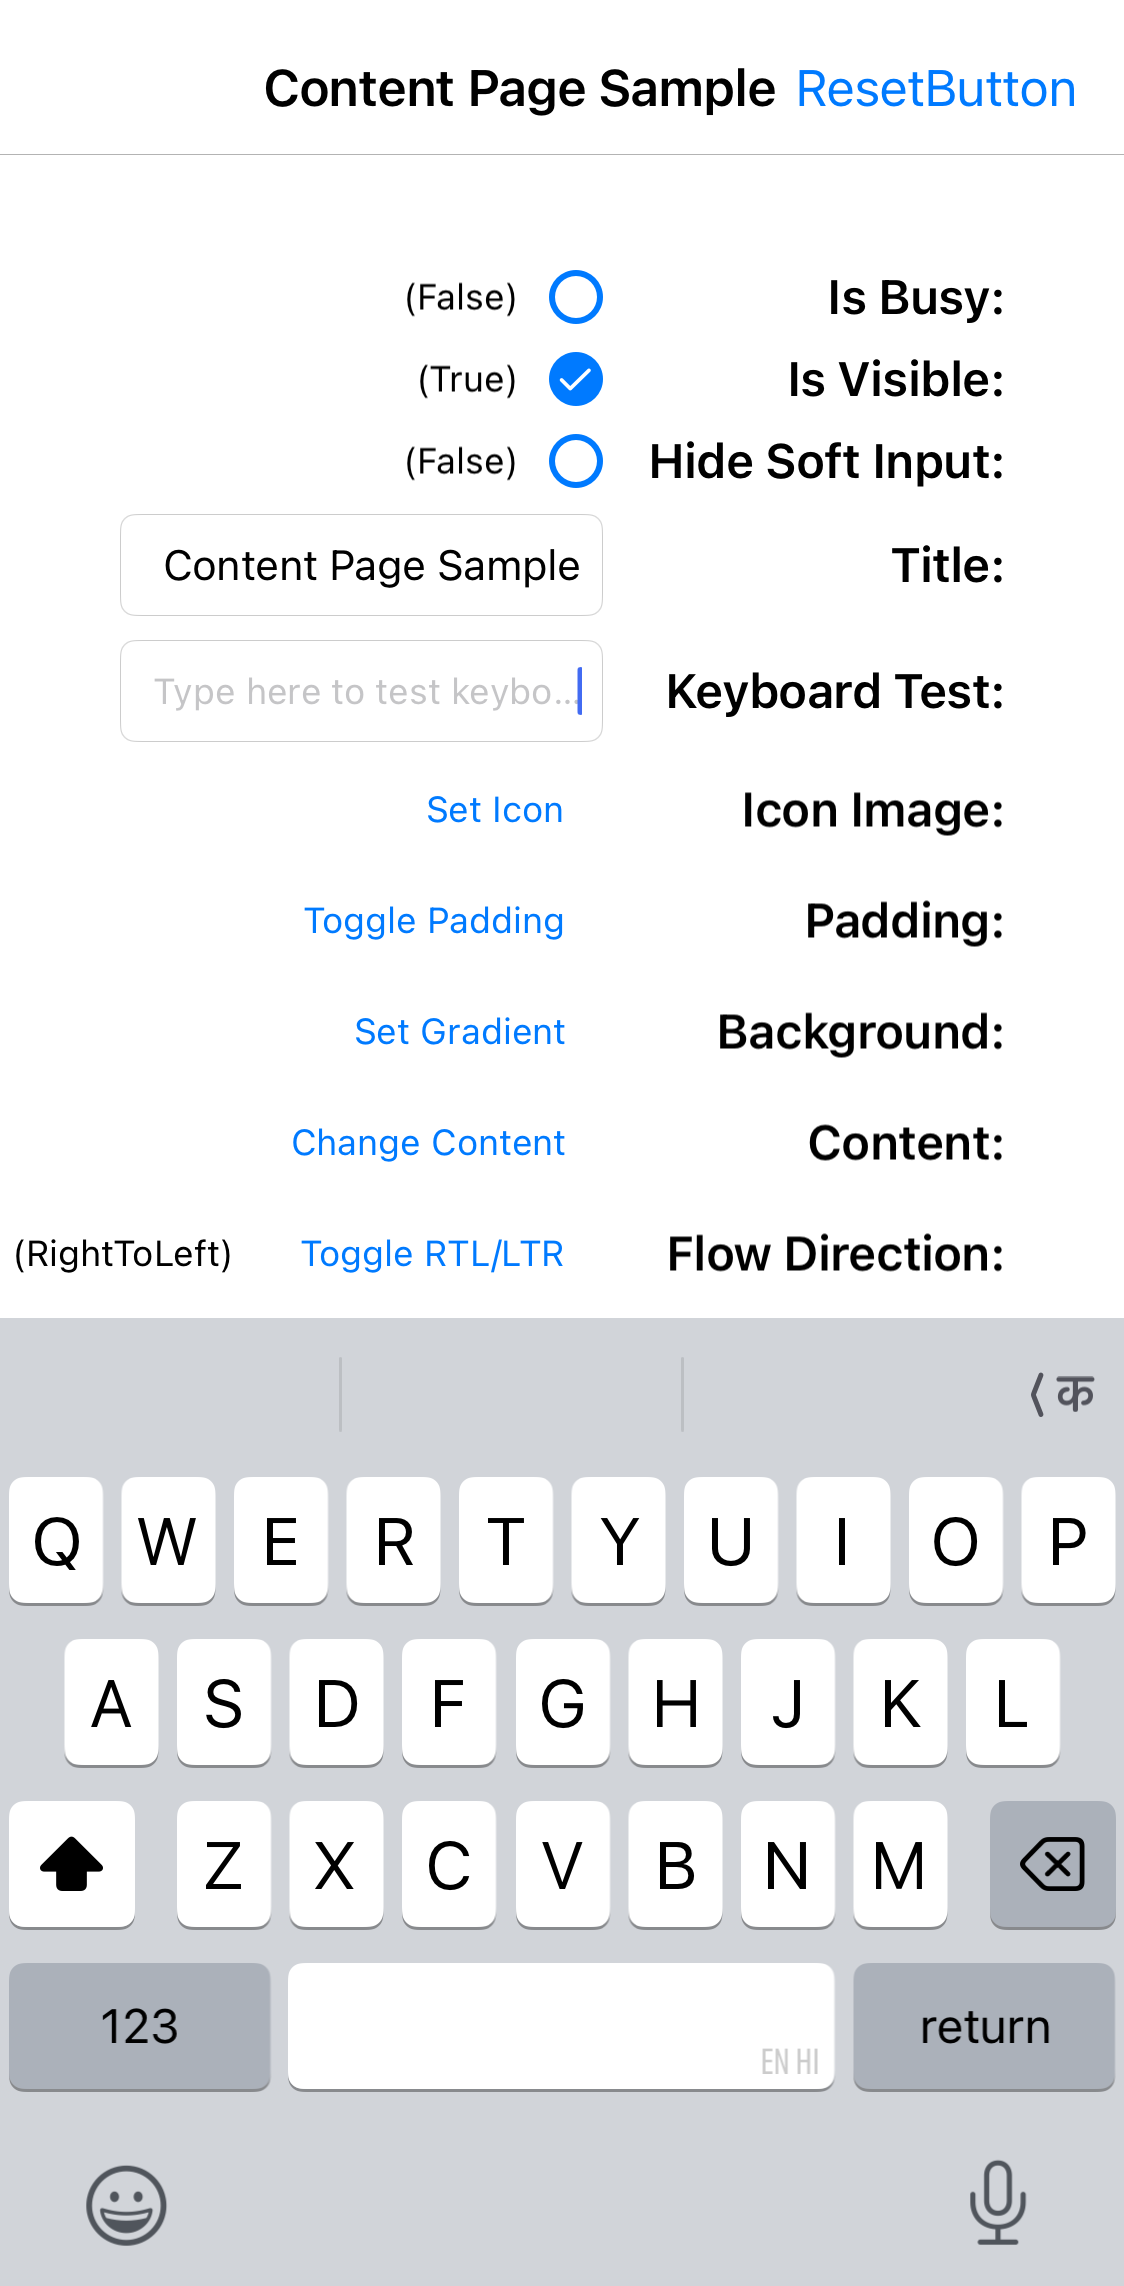 Content Page Sample ResetButton
Is Busy: (False)
Is Visible: (True)
Hide Soft Input: (False)
Title: Content Page Sample
Keyboard Test: Type here to test keybo...
Icon Image: Set Icon
Padding: Toggle Padding
Background: Set Gradient
Content: Change Content
Flow Direction: Toggle RTL/LTR (RightToLeft)
⟨ क
Q W E R T Y U I O P
A S D F G H J K L
Z X C V B N M
123 EN HI return